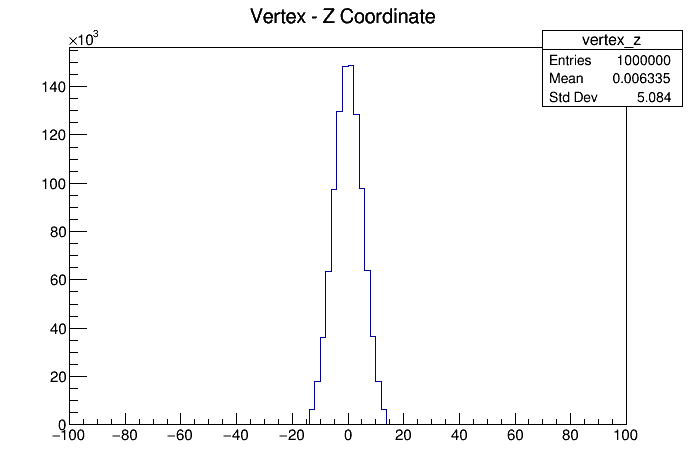 Vertex - Z Coordinate
×10³
vertex_z
Entries 1000000
Mean 0.006335
Std Dev 5.084
140
120
100
80
60
40
20
0
−100 −80 −60 −40 −20 0 20 40 60 80 100